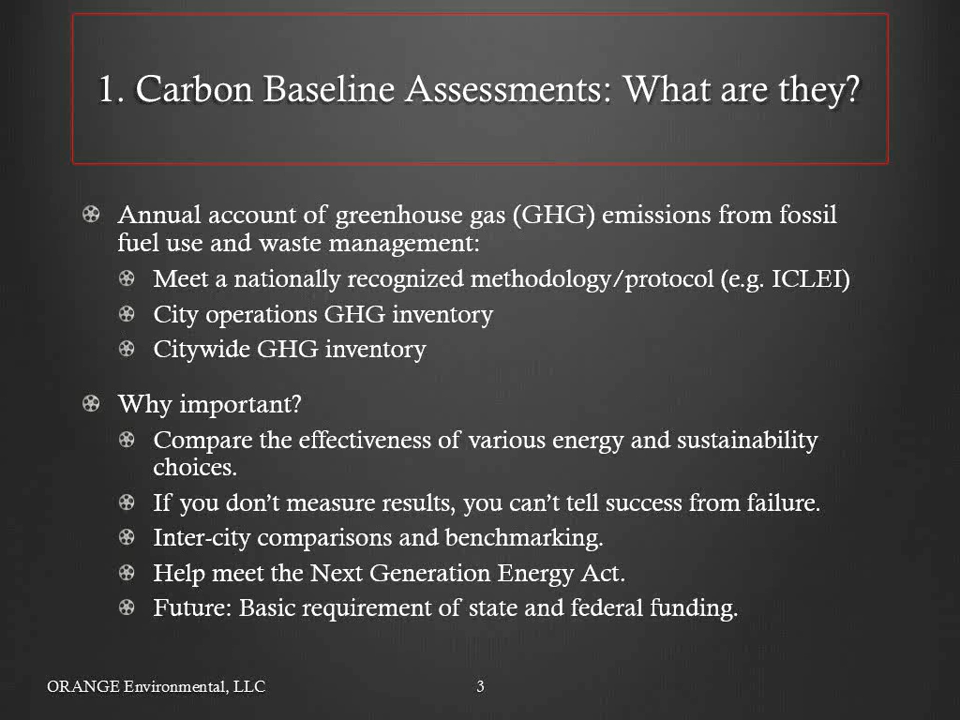 1. Carbon Baseline Assessments: What are they?
Annual account of greenhouse gas (GHG) emissions from fossil
fuel use and waste management:
Meet a nationally recognized methodology/protocol (e.g. ICLEI)
City operations GHG inventory
Citywide GHG inventory
Why important?
Compare the effectiveness of various energy and sustainability
choices.
If you don’t measure results, you can’t tell success from failure.
Inter-city comparisons and benchmarking.
Help meet the Next Generation Energy Act.
Future: Basic requirement of state and federal funding.
ORANGE Environmental, LLC 3